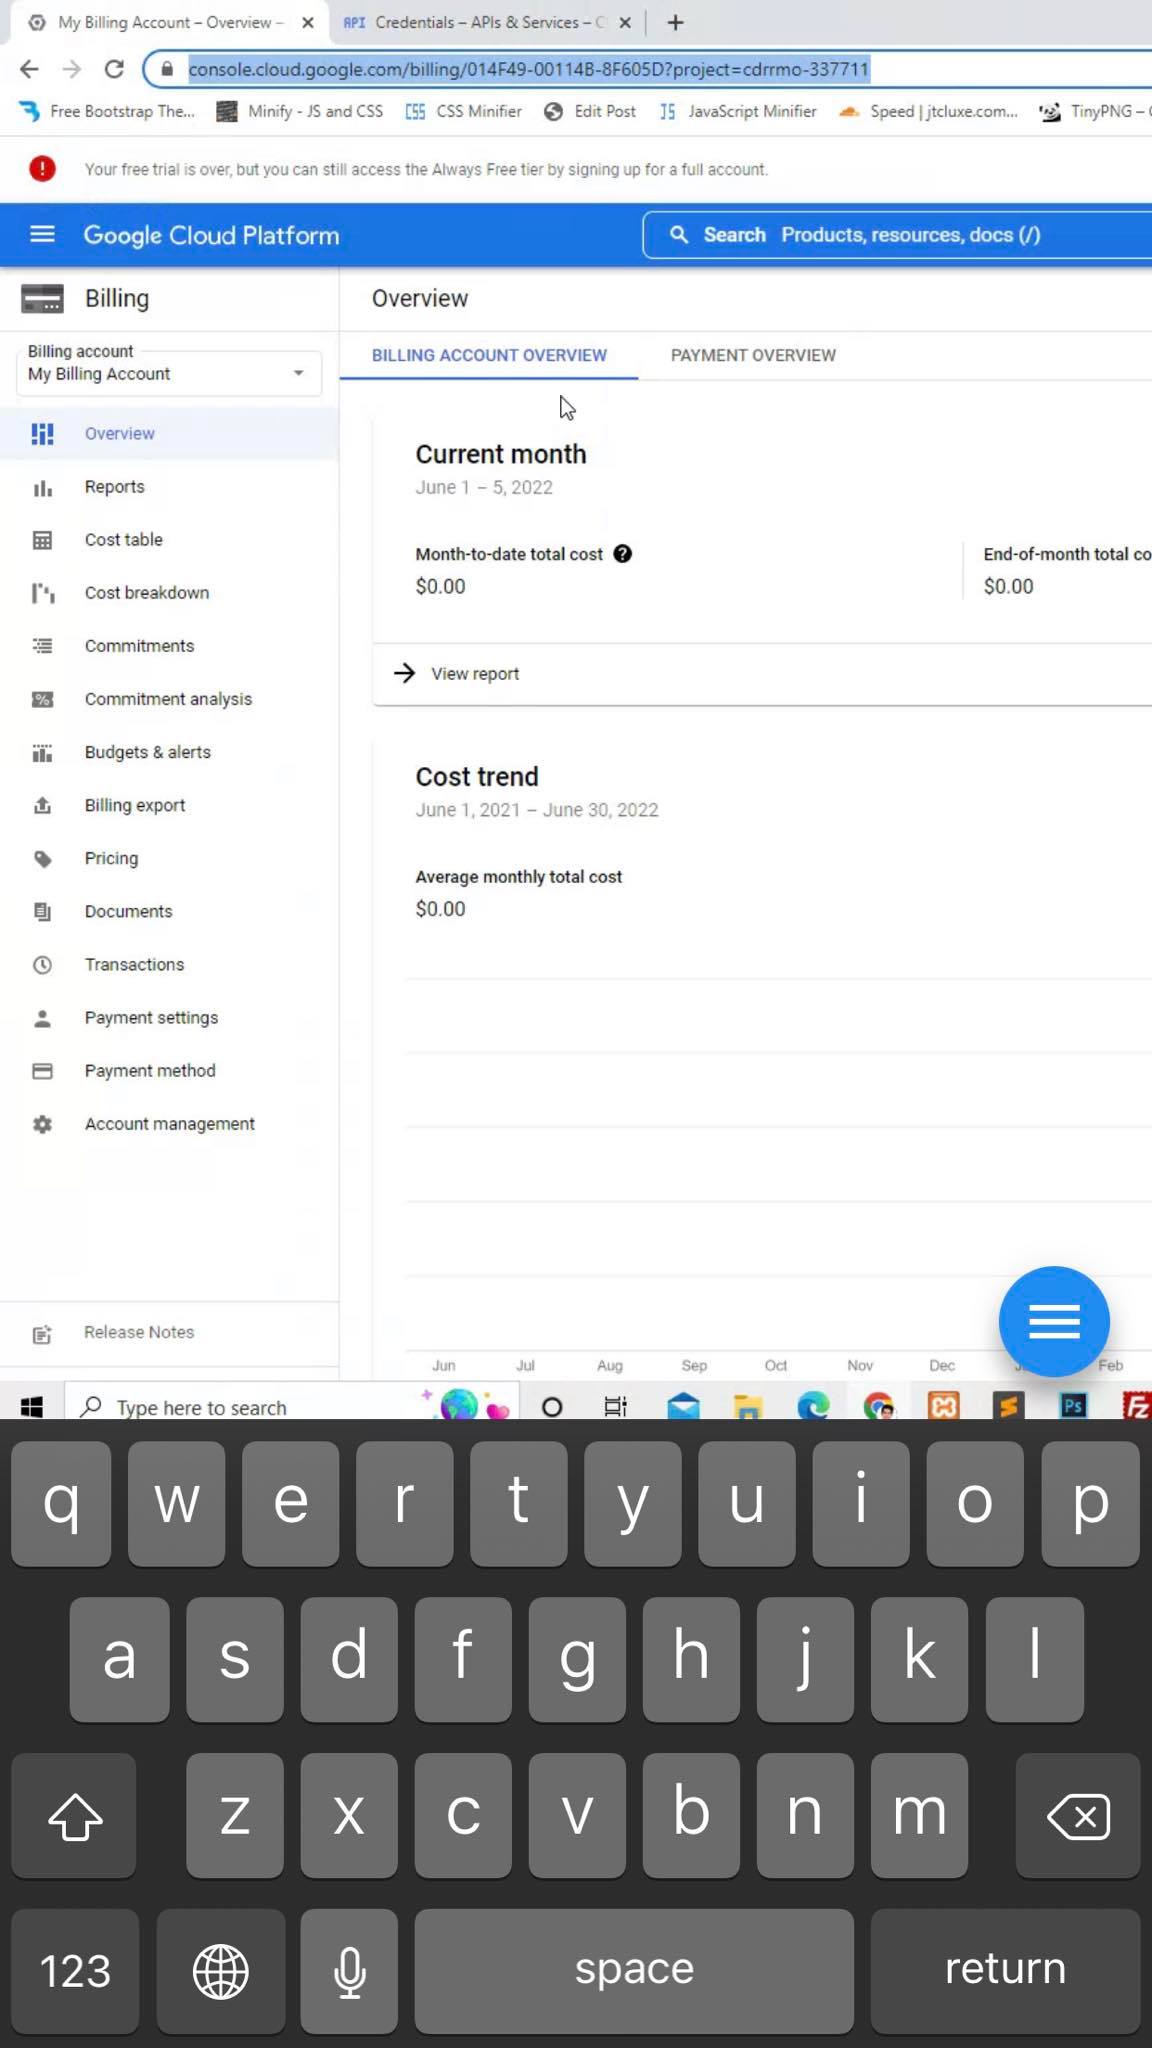 My Billing Account – Overview –
API Credentials – APIs & Services – C
console.cloud.google.com/billing/014F49-00114B-8F605D?project=cdrrmo-337711
Free Bootstrap The... Minify - JS and CSS CSS Minifier Edit Post JS JavaScript Minifier Speed | jtcluxe.com... TinyPNG –
Your free trial is over, but you can still access the Always Free tier by signing up for a full account.
Google Cloud Platform
Search Products, resources, docs (/)
Billing
Overview
Billing account
My Billing Account
BILLING ACCOUNT OVERVIEW
PAYMENT OVERVIEW
Overview
Reports
Cost table
Cost breakdown
Commitments
Commitment analysis
Budgets & alerts
Billing export
Pricing
Documents
Transactions
Payment settings
Payment method
Account management
Release Notes
Current month
June 1 – 5, 2022
Month-to-date total cost
$0.00
End-of-month total co
$0.00
View report
Cost trend
June 1, 2021 – June 30, 2022
Average monthly total cost
$0.00
Jun Jul Aug Sep Oct Nov Dec Feb
Type here to search
Ps
Fz
q w e r t y u i o p
a s d f g h j k l
z x c v b n m
123 space return